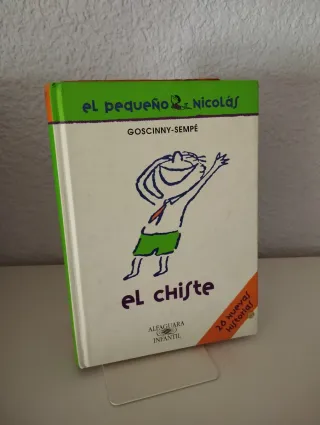 el pequeño Nicolás
GOSCINNY-SEMPÉ
el chiste
16 nuevas
historias
ALFAGUARA
INFANTIL